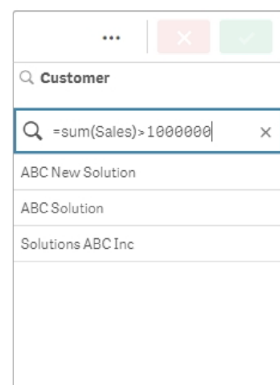 Customer
=sum(Sales)>1000000
ABC New Solution
ABC Solution
Solutions ABC Inc